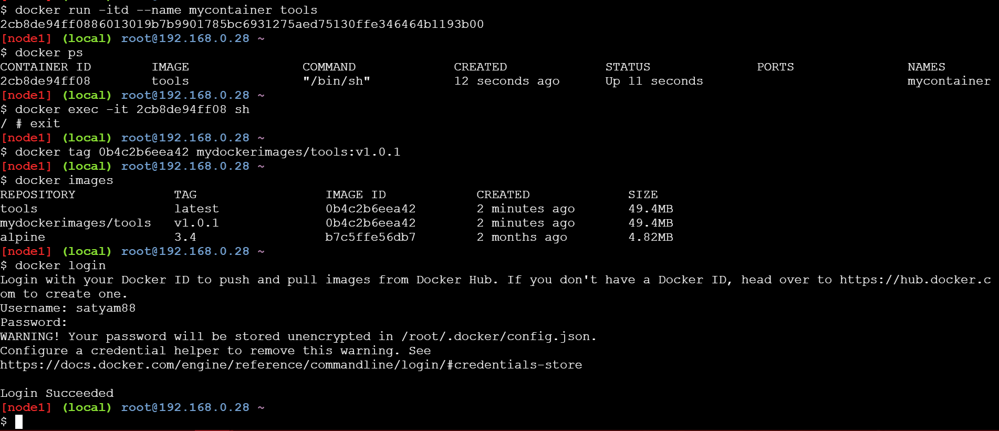 $ docker run -itd --name mycontainer tools
2cb8de94ff0886013019b7b9901785bc6931275aed75130ffe346464b1193b00
[node1] (local) root@192.168.0.28 ~
$ docker ps
CONTAINER ID        IMAGE               COMMAND             CREATED             STATUS              PORTS               NAMES
2cb8de94ff08        tools               "/bin/sh"           12 seconds ago      Up 11 seconds                           mycontainer
[node1] (local) root@192.168.0.28 ~
$ docker exec -it 2cb8de94ff08 sh
/ # exit
[node1] (local) root@192.168.0.28 ~
$ docker tag 0b4c2b6eea42 mydockerimages/tools:v1.0.1
[node1] (local) root@192.168.0.28 ~
$ docker images
REPOSITORY             TAG                 IMAGE ID            CREATED             SIZE
tools                  latest              0b4c2b6eea42        2 minutes ago       49.4MB
mydockerimages/tools   v1.0.1              0b4c2b6eea42        2 minutes ago       49.4MB
alpine                 3.4                 b7c5ffe56db7        2 months ago        4.82MB
[node1] (local) root@192.168.0.28 ~
$ docker login
Login with your Docker ID to push and pull images from Docker Hub. If you don't have a Docker ID, head over to https://hub.docker.c
om to create one.
Username: satyam88
Password:
WARNING! Your password will be stored unencrypted in /root/.docker/config.json.
Configure a credential helper to remove this warning. See
https://docs.docker.com/engine/reference/commandline/login/#credentials-store
Login Succeeded
[node1] (local) root@192.168.0.28 ~
$